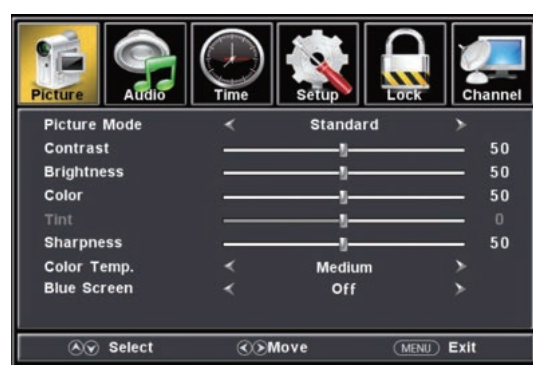 Picture Audio Time Setup Lock Channel
Picture Mode Standard
Contrast 50
Brightness 50
Color 50
Tint 0
Sharpness 50
Color Temp. Medium
Blue Screen Off
Select Move MENU Exit